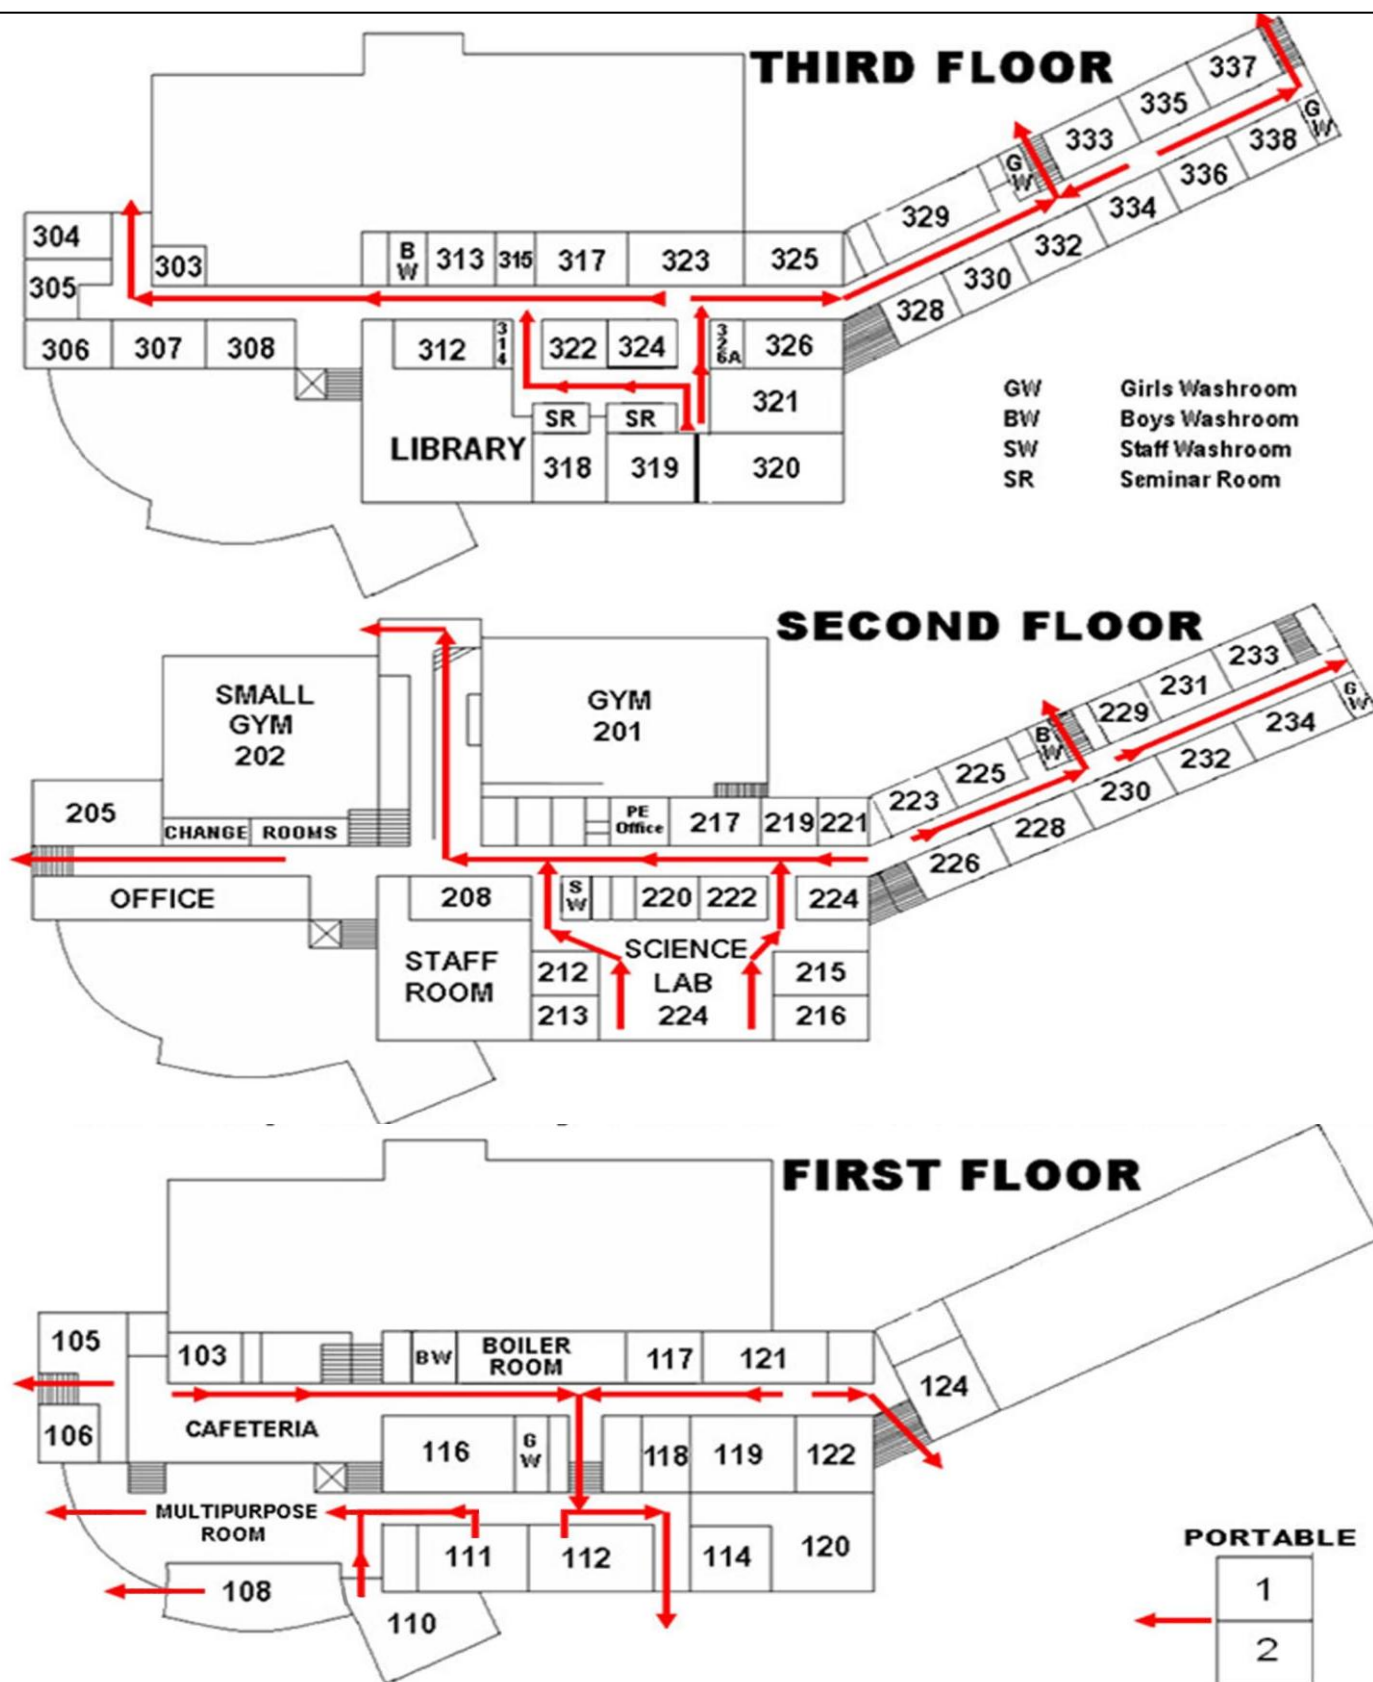 THIRD FLOOR
337
335
333
GW
338
336
334
332
330
328
GW
329
304
303
305
BW
313
315
317
323
325
306
307
308
312
314
322
324
326A
326
321
SR
SR
LIBRARY
318
319
320
GW Girls Washroom
BW Boys Washroom
SW Staff Washroom
SR Seminar Room
SECOND FLOOR
233
231
229
GW
234
232
230
228
226
BW
225
223
SMALL
GYM
202
GYM
201
205
CHANGE ROOMS
PE
Office
217
219
221
OFFICE
208
SW
220
222
224
STAFF
ROOM
212
213
SCIENCE
LAB
224
215
216
FIRST FLOOR
105
103
BW
BOILER
ROOM
117
121
124
106
CAFETERIA
116
GW
118
119
122
MULTIPURPOSE
ROOM
111
112
114
120
108
110
PORTABLE
1
2